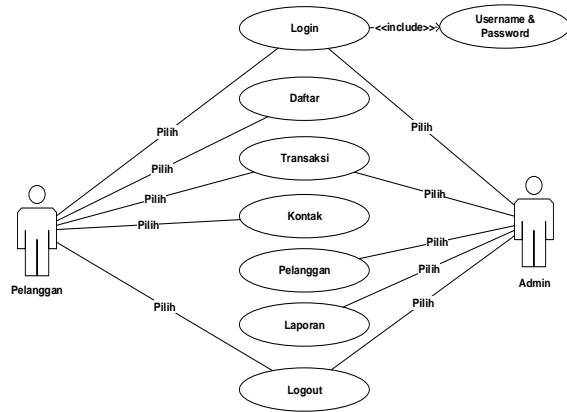 Login
<<include>>
Username &
Password
Daftar
Pilih
Pilih
Transaksi
Pilih
Pilih
Pilih
Kontak
Pilih
Pilih
Pelanggan
Pilih
Pelanggan
Admin
Pilih
Laporan
Pilih
Logout